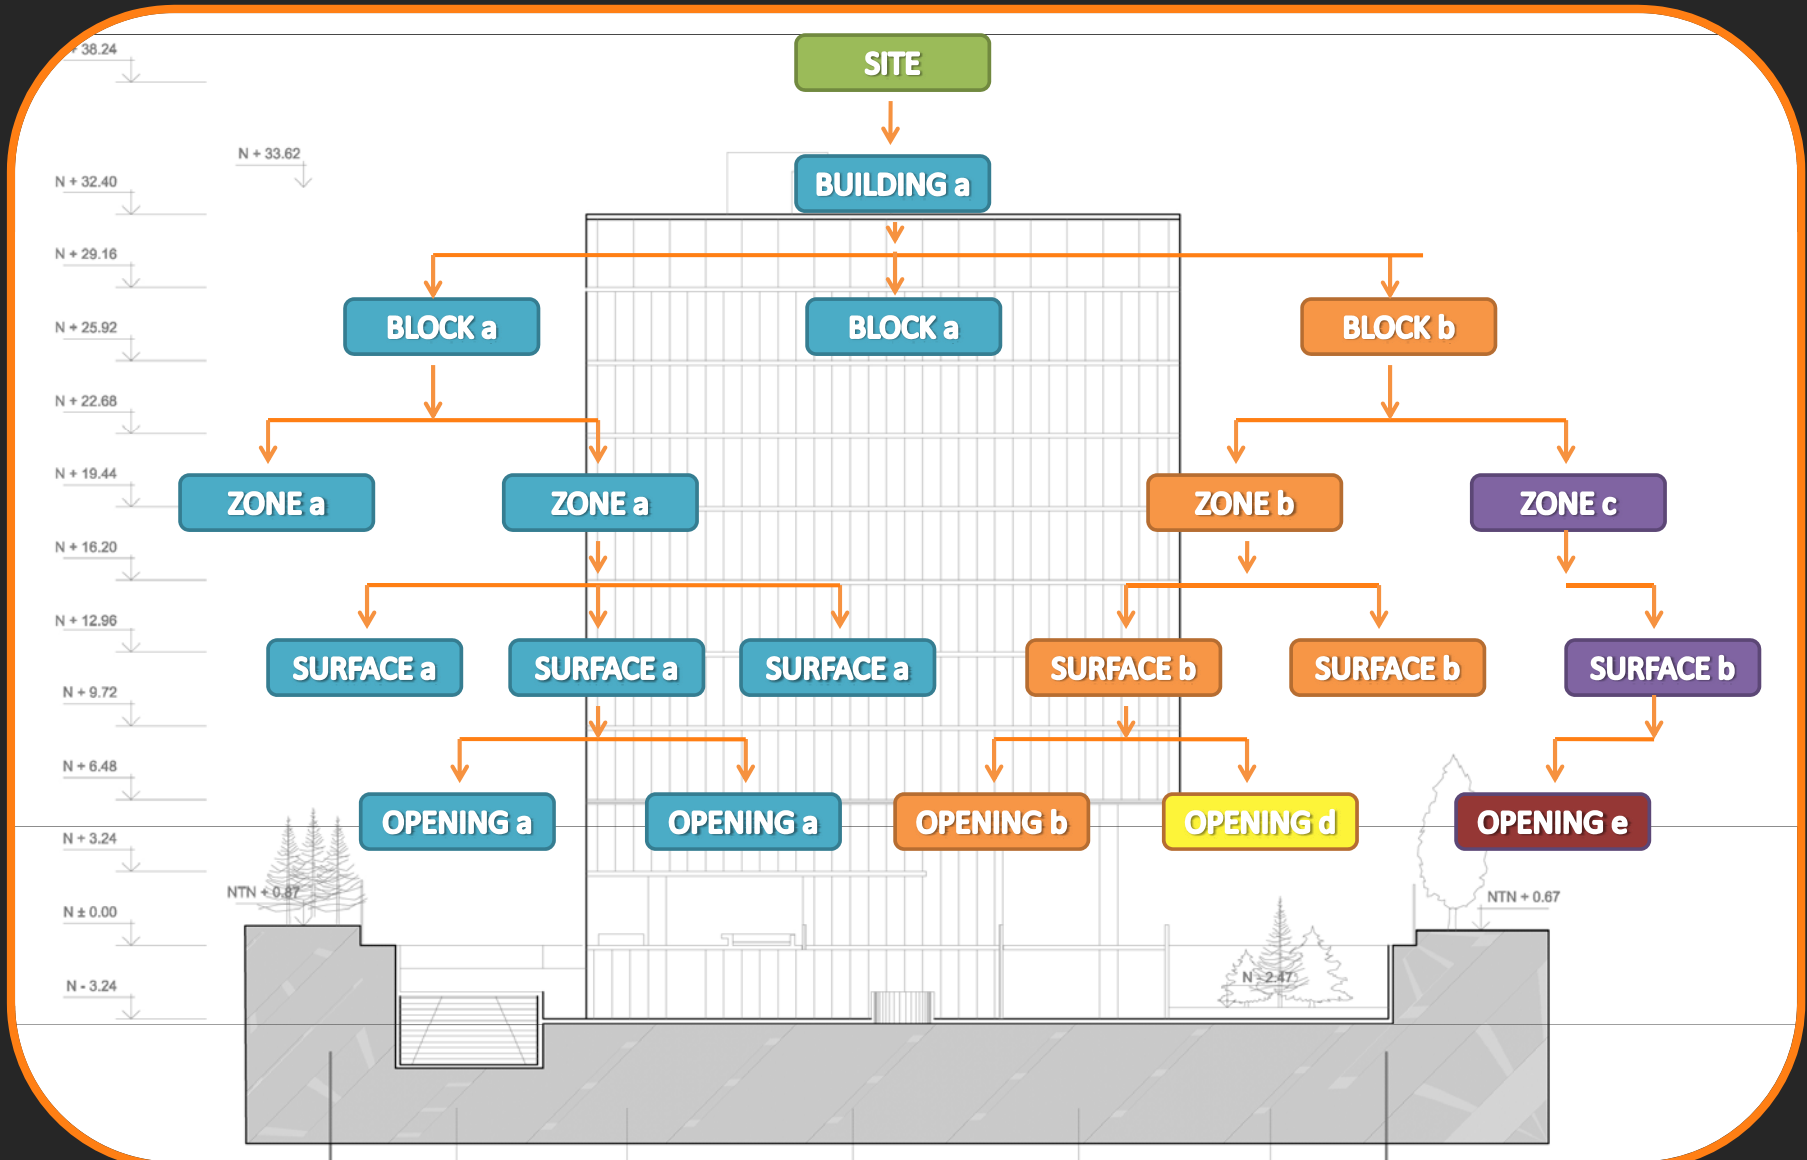 + 38.24
SITE
N + 33.62
N + 32.40
BUILDING a
N + 29.16
N + 25.92
BLOCK a
BLOCK a
BLOCK b
N + 22.68
N + 19.44
ZONE a
ZONE a
ZONE b
ZONE c
N + 16.20
N + 12.96
SURFACE a
SURFACE a
SURFACE a
SURFACE b
SURFACE b
SURFACE b
N + 9.72
N + 6.48
OPENING a
OPENING a
OPENING b
OPENING d
OPENING e
N + 3.24
NTN + 0.87
NTN + 0.67
N ± 0.00
N - 2.47
N - 3.24